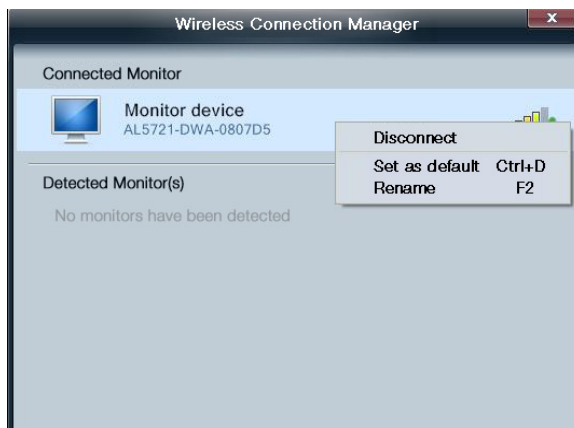 Wireless Connection Manager
x
Connected Monitor
Monitor device
AL5721-DWA-0807D5
Disconnect
Set as default Ctrl+D
Rename F2
Detected Monitor(s)
No monitors have been detected